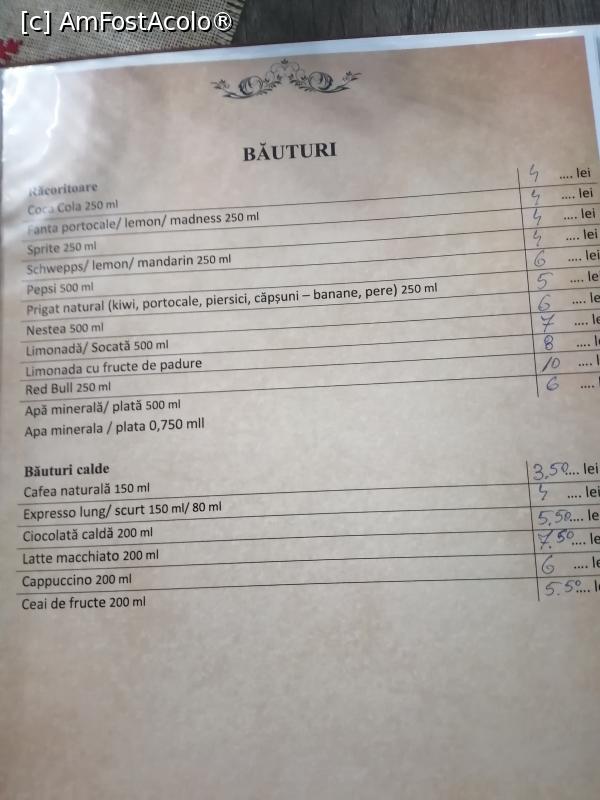 [c] AmFostAcolo®
BĂUTURI
Răcoritoare
Coca Cola 250 ml 4 .... lei
Fanta portocale/ lemon/ madness 250 ml 4 .... lei
Sprite 250 ml 4 .... lei
Schwepps/ lemon/ mandarin 250 ml 4 .... lei
Pepsi 500 ml 6 .... lei
Prigat natural (kiwi, portocale, piersici, căpșuni – banane, pere) 250 ml 5 .... lei
Nestea 500 ml 6 .... le
Limonadă/ Socată 500 ml 7 .... le
Limonada cu fructe de padure 8 .... l
Red Bull 250 ml 10 .... l
Apă minerală/ plată 500 ml 6 ....
Apa minerala / plata 0,750 mll
Băuturi calde
Cafea naturală 150 ml 3,50.... lei
Expresso lung/ scurt 150 ml/ 80 ml 4 .... lei
Ciocolată caldă 200 ml 5,50.... lei
Latte macchiato 200 ml 7.50.... le
Cappuccino 200 ml 6 .... le
Ceai de fructe 200 ml 5.50.... l